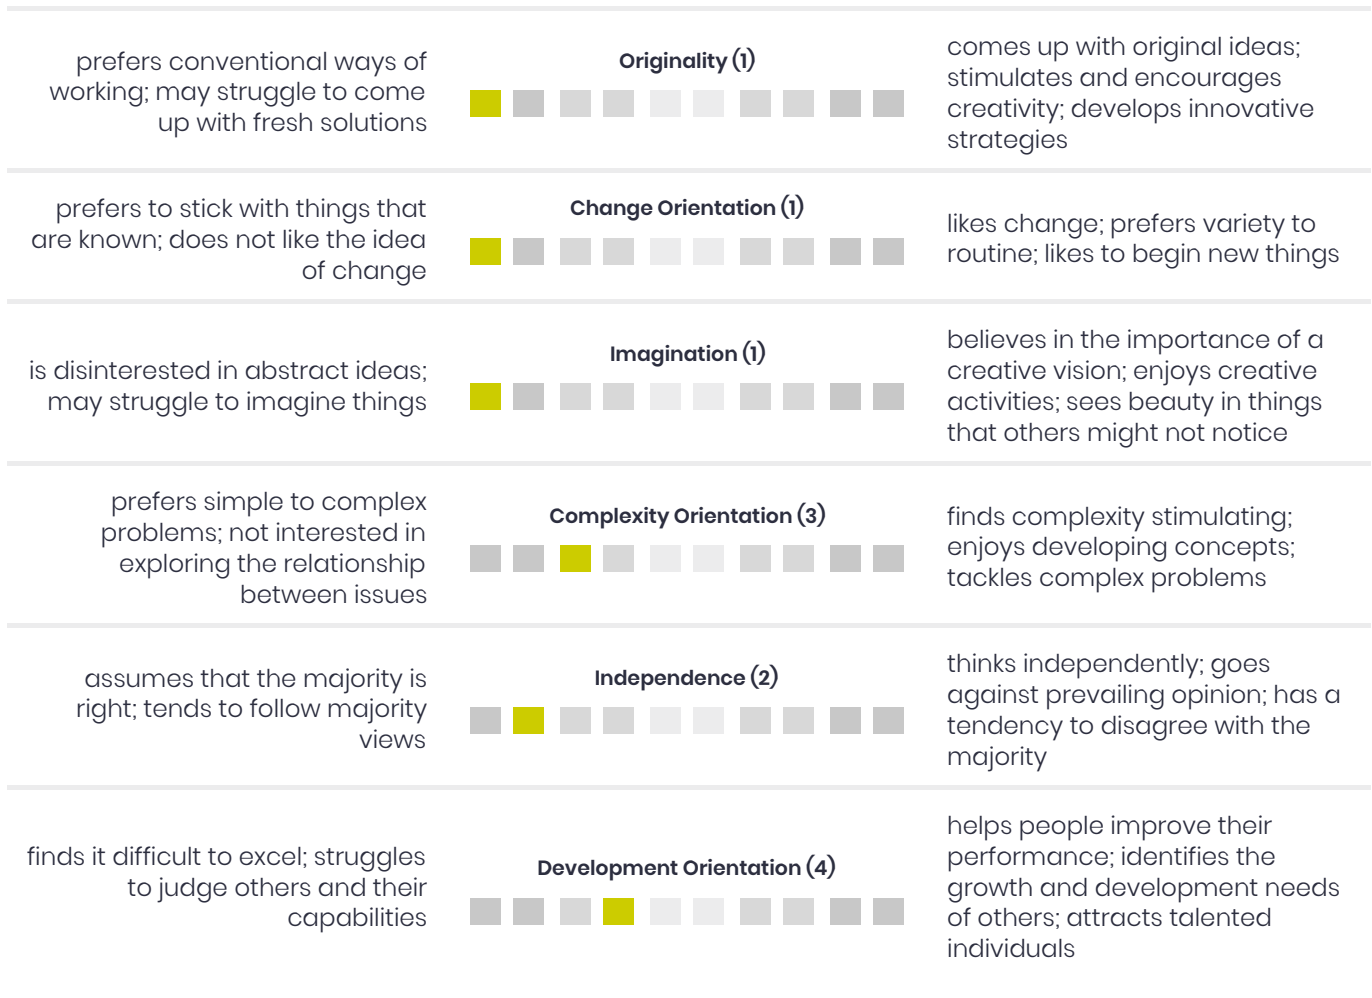 prefers conventional ways of
working; may struggle to come
up with fresh solutions
Originality (1)
comes up with original ideas;
stimulates and encourages
creativity; develops innovative
strategies
prefers to stick with things that
are known; does not like the idea
of change
Change Orientation (1)
likes change; prefers variety to
routine; likes to begin new things
is disinterested in abstract ideas;
may struggle to imagine things
Imagination (1)
believes in the importance of a
creative vision; enjoys creative
activities; sees beauty in things
that others might not notice
prefers simple to complex
problems; not interested in
exploring the relationship
between issues
Complexity Orientation (3)
finds complexity stimulating;
enjoys developing concepts;
tackles complex problems
assumes that the majority is
right; tends to follow majority
views
Independence (2)
thinks independently; goes
against prevailing opinion; has a
tendency to disagree with the
majority
finds it difficult to excel; struggles
to judge others and their
capabilities
Development Orientation (4)
helps people improve their
performance; identifies the
growth and development needs
of others; attracts talented
individuals